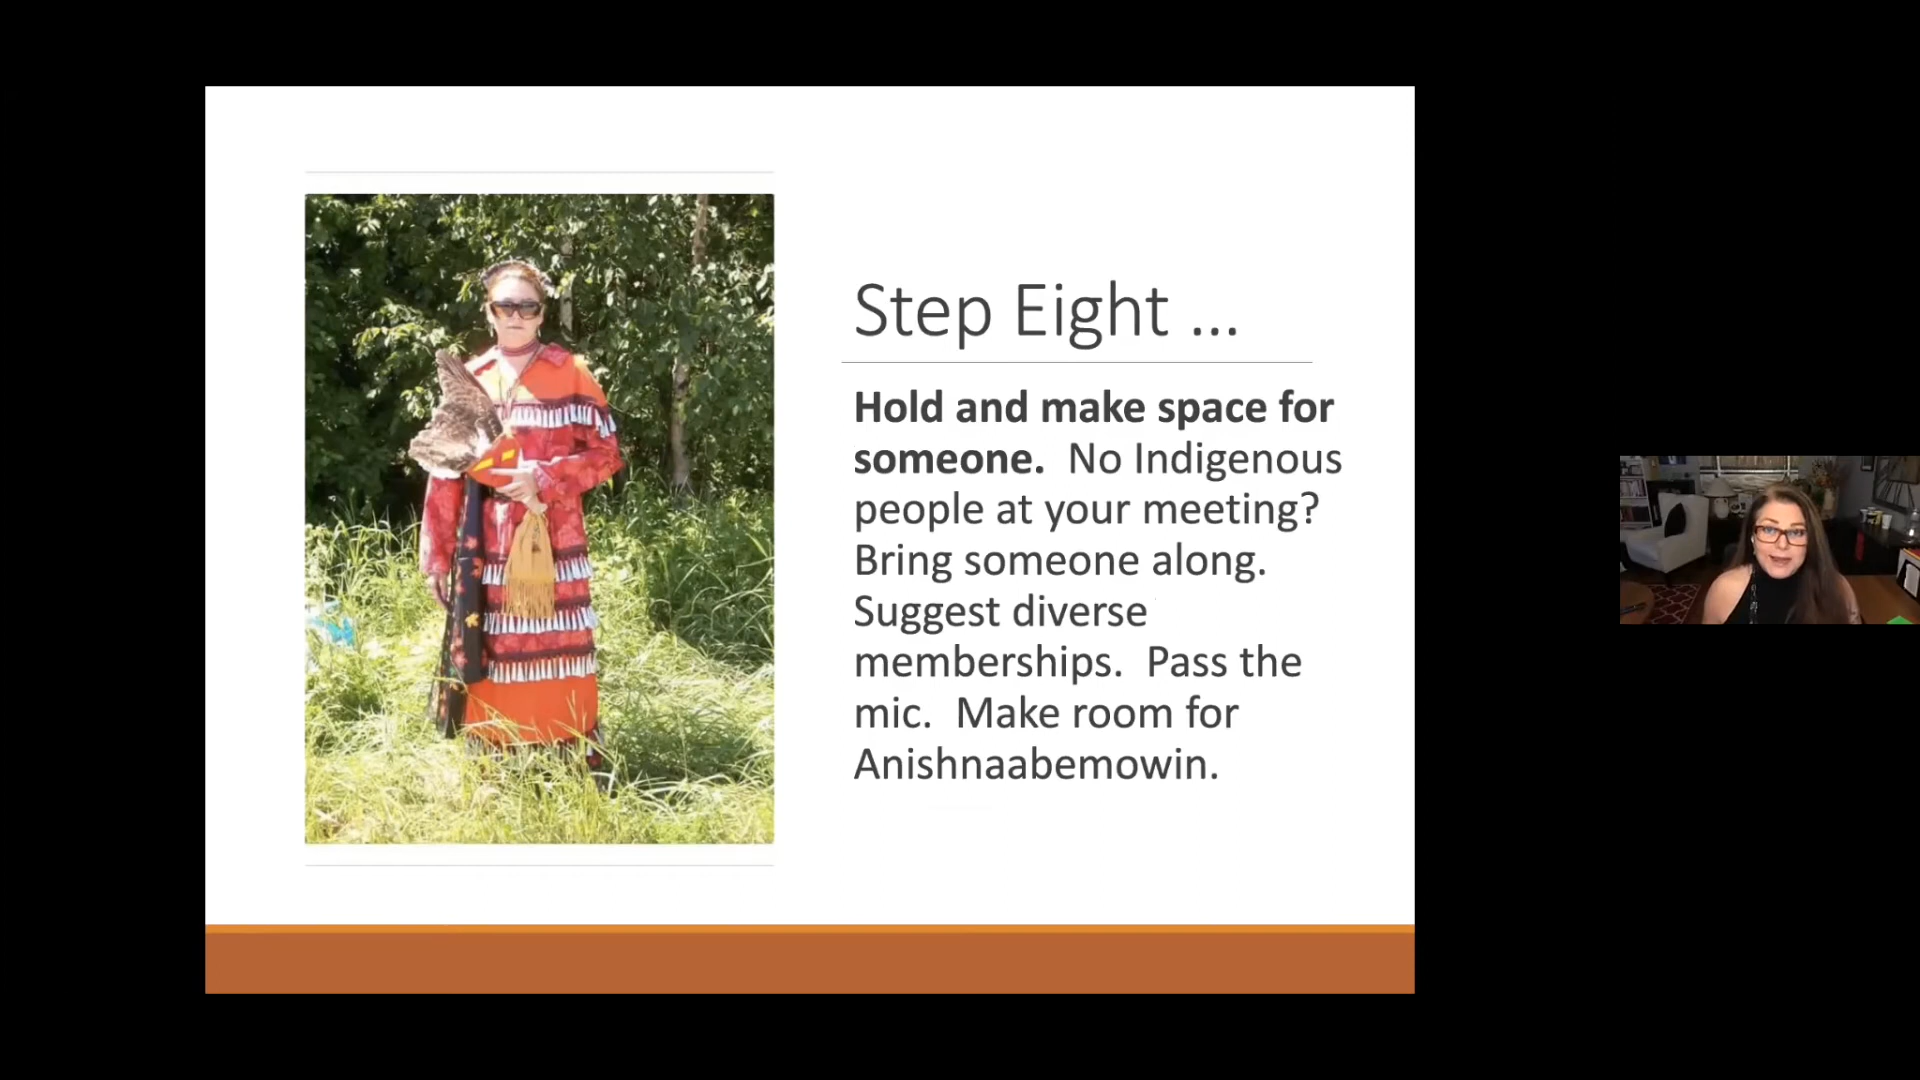 Step Eight ...
Hold and make space for
someone.  No Indigenous
people at your meeting?
Bring someone along.
Suggest diverse
memberships.  Pass the
mic.  Make room for
Anishnaabemowin.